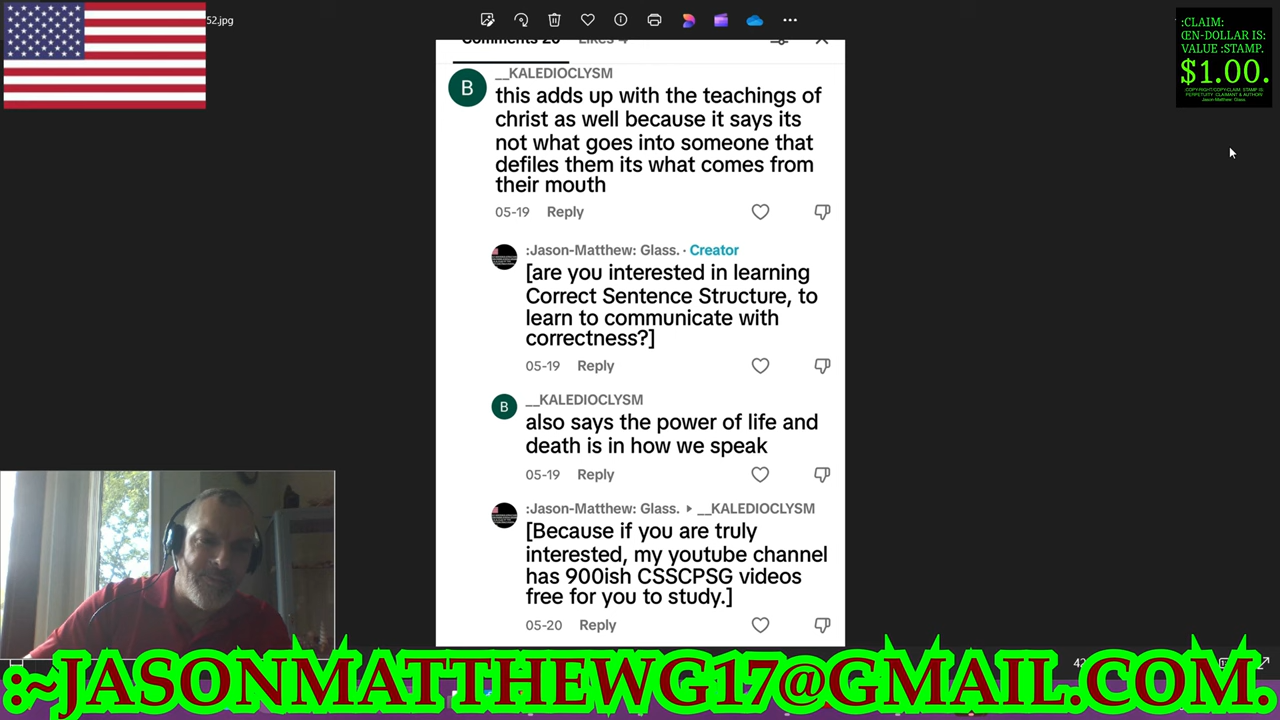 52.jpg
:CLAIM:
ŒN-DOLLAR IS:
VALUE :STAMP.
$1.00.
Jason-Matthew: Glass.
Comments 20 Likes 4
__KALEDIOCLYSM
B
this adds up with the teachings of
christ as well because it says its
not what goes into someone that
defiles them its what comes from
their mouth
05-19 Reply
:Jason-Matthew: Glass. · Creator
[are you interested in learning
Correct Sentence Structure, to
learn to communicate with
correctness?]
05-19 Reply
B
__KALEDIOCLYSM
also says the power of life and
death is in how we speak
05-19 Reply
:Jason-Matthew: Glass. ▸ __KALEDIOCLYSM
[Because if you are truly
interested, my youtube channel
has 900ish CSSCPSG videos
free for you to study.]
05-20 Reply
:~JASONMATTHEWG17@GMAIL.COM.